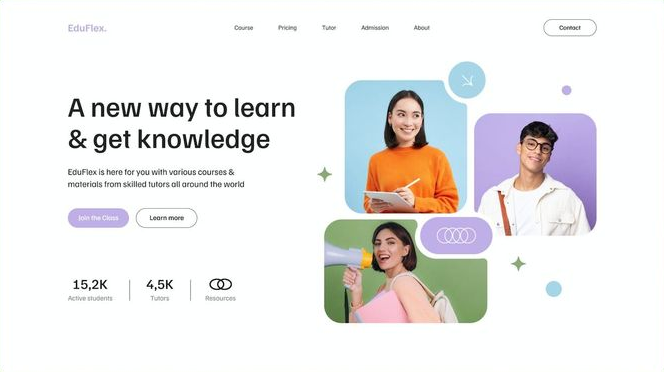 EduFlex.
Course
Pricing
Tutor
Admission
About
Contact
A new way to learn
& get knowledge
EduFlex is here for you with various courses &
materials from skilled tutors all around the world
Join the Class
Learn more
15,2K
4,5K
Active students
Tutors
Resources